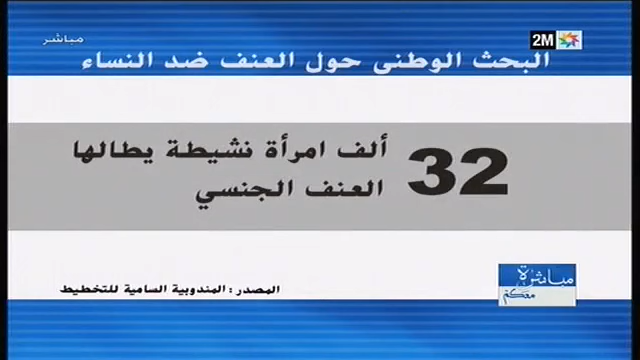 مباشر
2M
البحث الوطني حول العنف ضد النساء
32 ألف امرأة نشيطة يطالها
العنف الجنسي
المصدر : المندوبية السامية للتخطيط
مباشرة
معكم